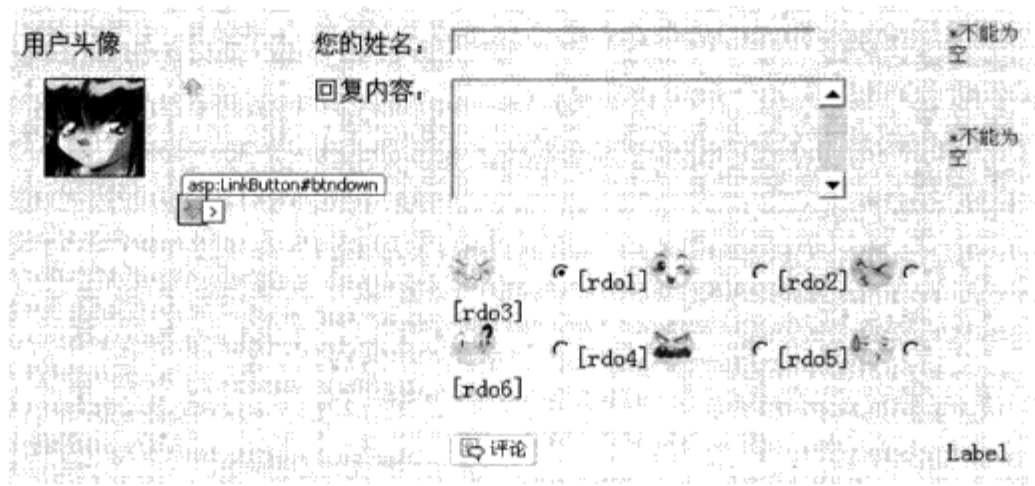 用户头像
您的姓名：
*不能为
空
回复内容：
*不能为
空
asp:LinkButton#btndown
[rdo1]
[rdo2]
[rdo3]
[rdo4]
[rdo5]
[rdo6]
评论
Label